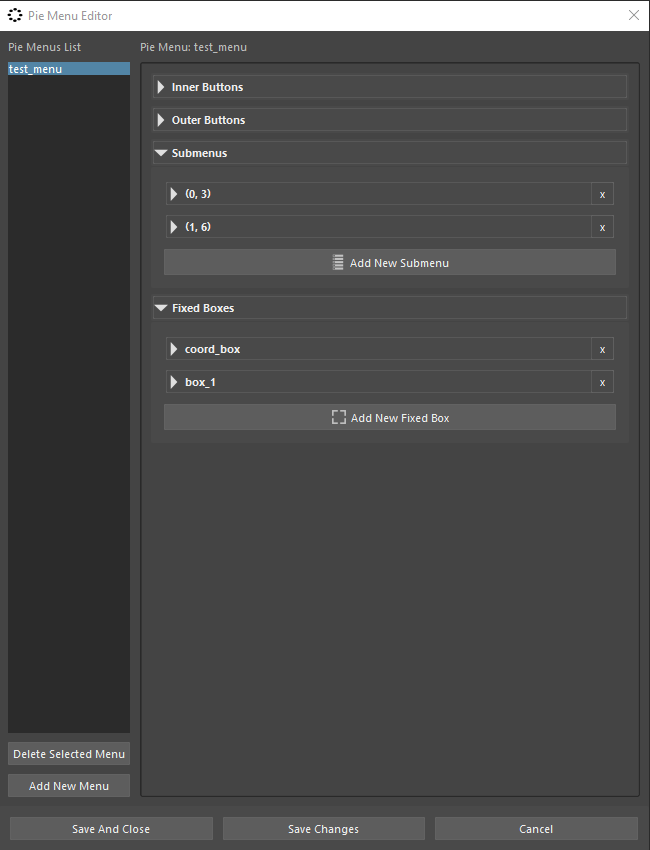 Pie Menu Editor
Pie Menus List
Pie Menu: test_menu
test_menu
Inner Buttons
Outer Buttons
Submenus
(0, 3)
x
(1, 6)
x
Add New Submenu
Fixed Boxes
coord_box
x
box_1
x
Add New Fixed Box
Delete Selected Menu
Add New Menu
Save And Close
Save Changes
Cancel